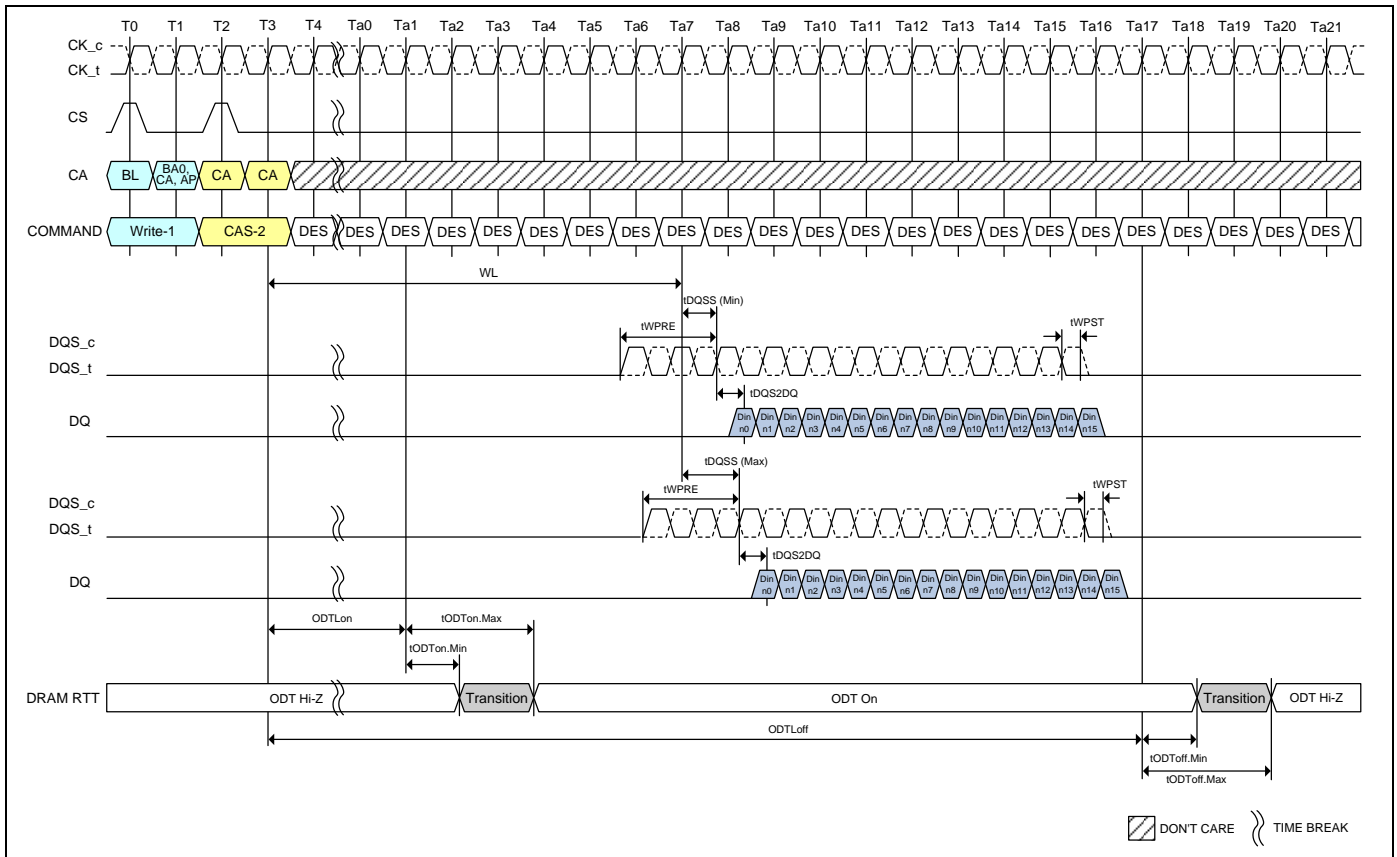 T0 T1 T2 T3 T4 Ta0 Ta1 Ta2 Ta3 Ta4 Ta5 Ta6 Ta7 Ta8 Ta9 Ta10 Ta11 Ta12 Ta13 Ta14 Ta15 Ta16 Ta17 Ta18 Ta19 Ta20 Ta21
CK_c
CK_t
CS
CA BL BA0, CA, AP CA CA
COMMAND Write-1 CAS-2 DES DES DES DES DES DES DES DES DES DES DES DES DES DES DES DES DES DES DES DES DES DES DES
WL
tDQSS (Min)
tWPRE tWPST
DQS_c
DQS_t
tDQS2DQ
DQ Din n0 Din n1 Din n2 Din n3 Din n4 Din n5 Din n6 Din n7 Din n8 Din n9 Din n10 Din n11 Din n12 Din n13 Din n14 Din n15
tDQSS (Max)
tWPRE tWPST
DQS_c
DQS_t
tDQS2DQ
DQ Din n0 Din n1 Din n2 Din n3 Din n4 Din n5 Din n6 Din n7 Din n8 Din n9 Din n10 Din n11 Din n12 Din n13 Din n14 Din n15
ODTLon tODTon.Max
tODTon.Min
DRAM RTT ODT Hi-Z Transition ODT On Transition ODT Hi-Z
ODTLoff
tODToff.Min
tODToff.Max
DON'T CARE TIME BREAK